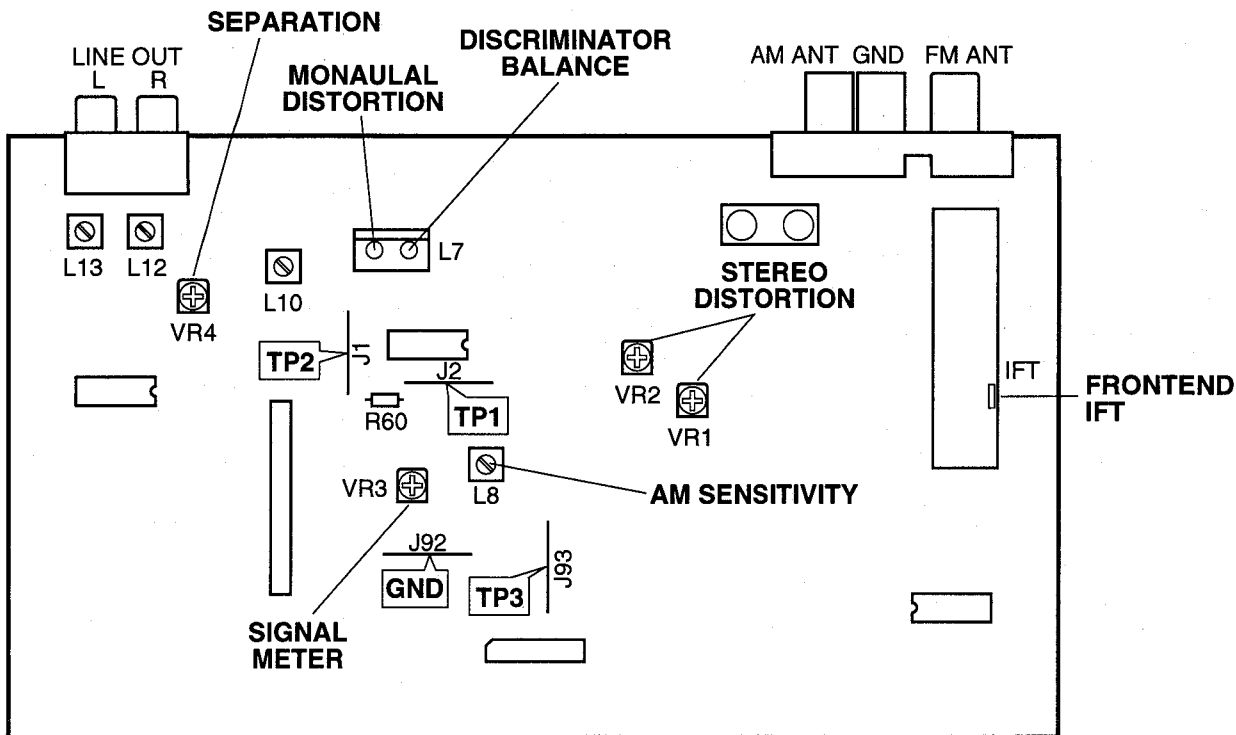 SEPARATION
LINE OUT
L R
MONAULAL
DISTORTION
DISCRIMINATOR
BALANCE
AM ANT GND FM ANT
L13
L12
VR4
L10
L7
STEREO
DISTORTION
TP2
J1
J2
R60
TP1
VR2
VR1
IFT
FRONTEND
IFT
VR3
L8
AM SENSITIVITY
J92
GND
TP3
J93
SIGNAL
METER